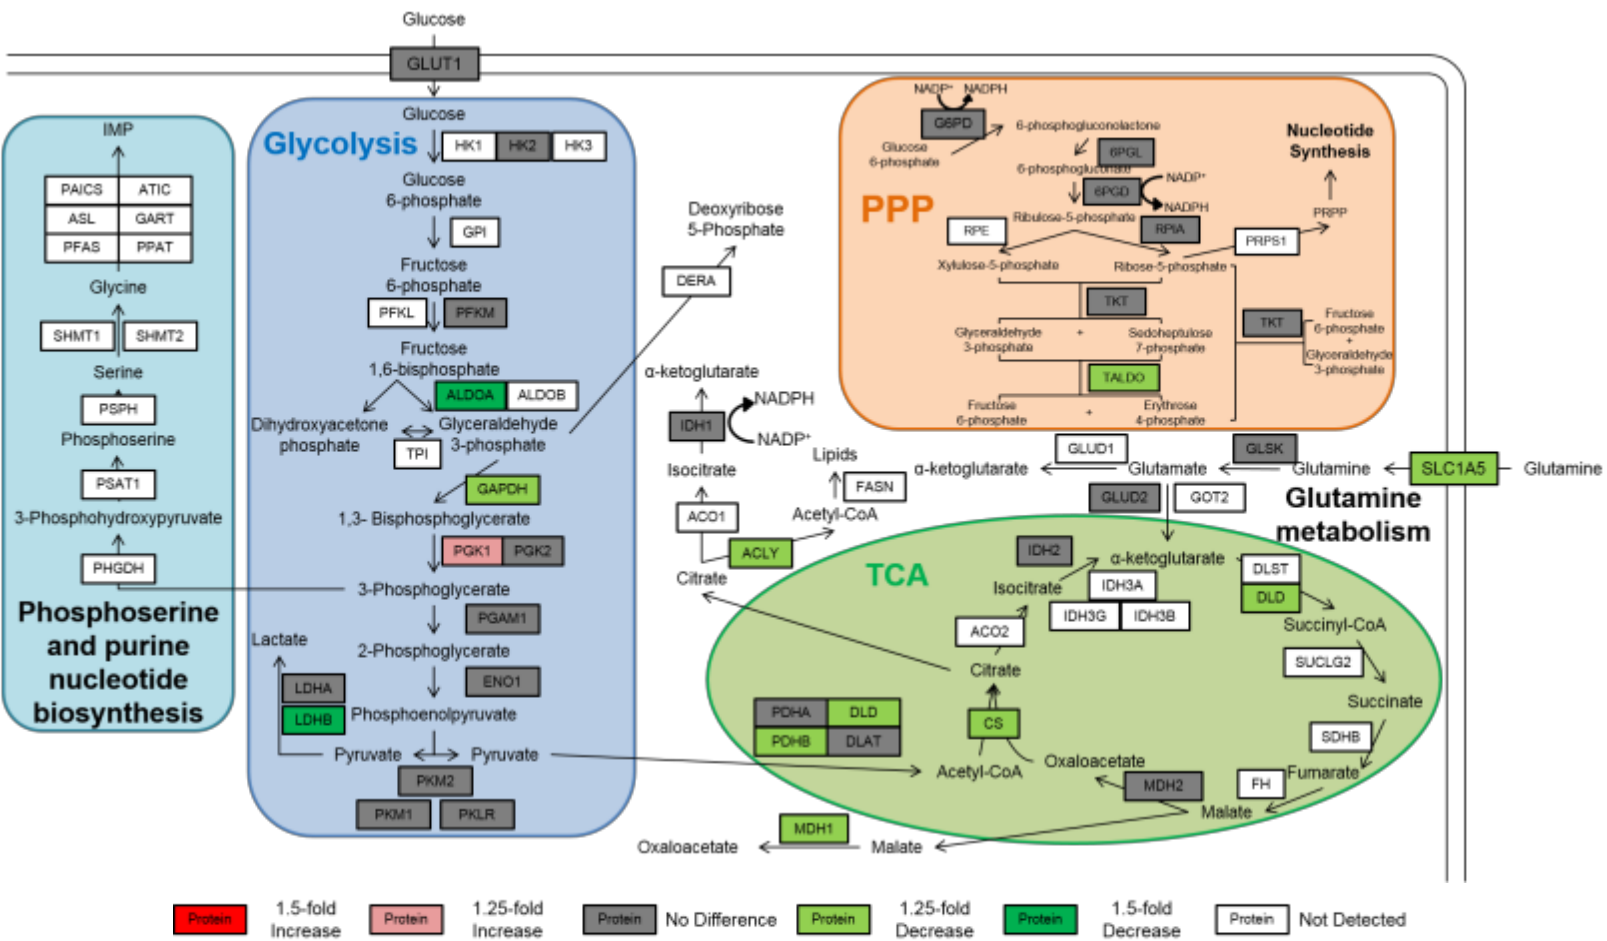 Glucose
GLUT1
Glucose
Glycolysis
HK1
HK2
HK3
Glucose
6-phosphate
GPI
Fructose
6-phosphate
PFKL
PFKM
Fructose
1,6-bisphosphate
ALDOA
ALDOB
Dihydroxyacetone
phosphate
Glyceraldehyde
3-phosphate
TPI
GAPDH
1,3- Bisphosphoglycerate
PGK1
PGK2
3-Phosphoglycerate
PGAM1
2-Phosphoglycerate
ENO1
Lactate
LDHA
LDHB
Phosphoenolpyruvate
Pyruvate
Pyruvate
PKM2
PKM1
PKLR
IMP
PAICS
ATIC
ASL
GART
PFAS
PPAT
Glycine
SHMT1
SHMT2
Serine
PSPH
Phosphoserine
PSAT1
3-Phosphohydroxypyruvate
PHGDH
Phosphoserine
and purine
nucleotide
biosynthesis
Deoxyribose
5-Phosphate
DERA
α-ketoglutarate
IDH1
NADPH
NADP⁺
Isocitrate
ACO1
Citrate
ACLY
Acetyl-CoA
FASN
Lipids
PPP
NADP⁺
NADPH
G6PD
Glucose
6-phosphate
6-phosphogluconolactone
6PGL
6-phosphogluconate
6PGD
NADP⁺
NADPH
Ribulose-5-phosphate
RPE
RPIA
Xylulose-5-phosphate
Ribose-5-phosphate
PRPS1
PRPP
Nucleotide
Synthesis
TKT
Glyceraldehyde
3-phosphate
+
Sedoheptulose
7-phosphate
TALDO
Fructose
6-phosphate
+
Erythrose
4-phosphate
TKT
Fructose
6-phosphate
+
Glyceraldehyde
3-phosphate
α-ketoglutarate
GLUD1
Glutamate
GLSK
Glutamine
SLC1A5
Glutamine
GLUD2
GOT2
Glutamine
metabolism
TCA
IDH2
α-ketoglutarate
Isocitrate
IDH3A
IDH3G
IDH3B
DLST
DLD
Succinyl-CoA
SUCLG2
Succinate
SDHB
Fumarate
FH
Malate
MDH2
Oxaloacetate
ACO2
Citrate
CS
Acetyl-CoA
PDHA
DLD
PDHB
DLAT
MDH1
Oxaloacetate
Malate
Protein
1.5-fold
Increase
Protein
1.25-fold
Increase
Protein
No Difference
Protein
1.25-fold
Decrease
Protein
1.5-fold
Decrease
Protein
Not Detected